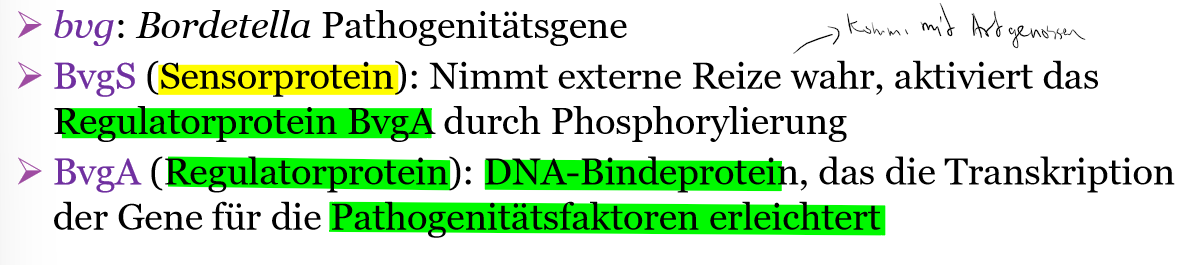 ➤ bvg: Bordetella Pathogenitätsgene
→ Komm. mit Artgenossen
➤ BvgS (Sensorprotein): Nimmt externe Reize wahr, aktiviert das
Regulatorprotein BvgA durch Phosphorylierung
➤ BvgA (Regulatorprotein): DNA-Bindeprotein, das die Transkription
der Gene für die Pathogenitätsfaktoren erleichtert